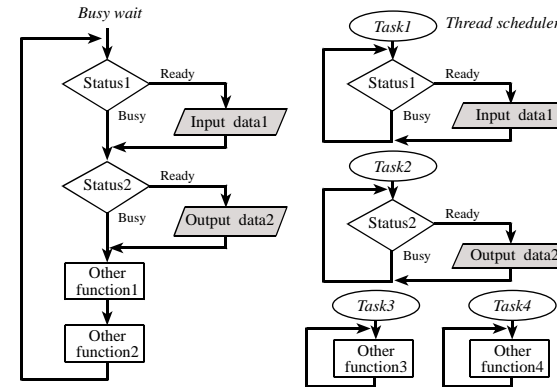 Busy wait
Status1
Ready
Busy
Input data1
Status2
Ready
Busy
Output data2
Other
function1
Other
function2
Thread scheduler
Task1
Status1
Ready
Busy
Input data1
Task2
Status2
Ready
Busy
Output data2
Task3
Other
function3
Task4
Other
function4